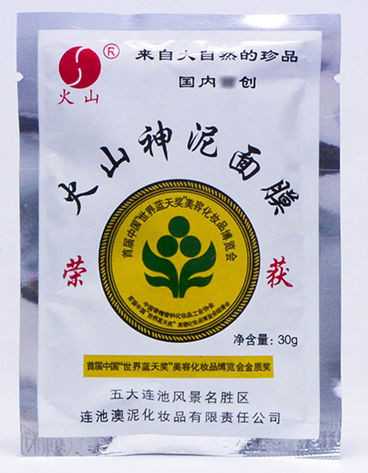 ®
火山
来自大自然的珍品
国内 创
火山神泥面膜
首届中国"世界蓝天奖"美容化妆品博览会
荣获
净含量: 30g
首届中国"世界蓝天奖"美容化妆品博览会金质奖
五大连池风景名胜区
连池澳泥化妆品有限责任公司